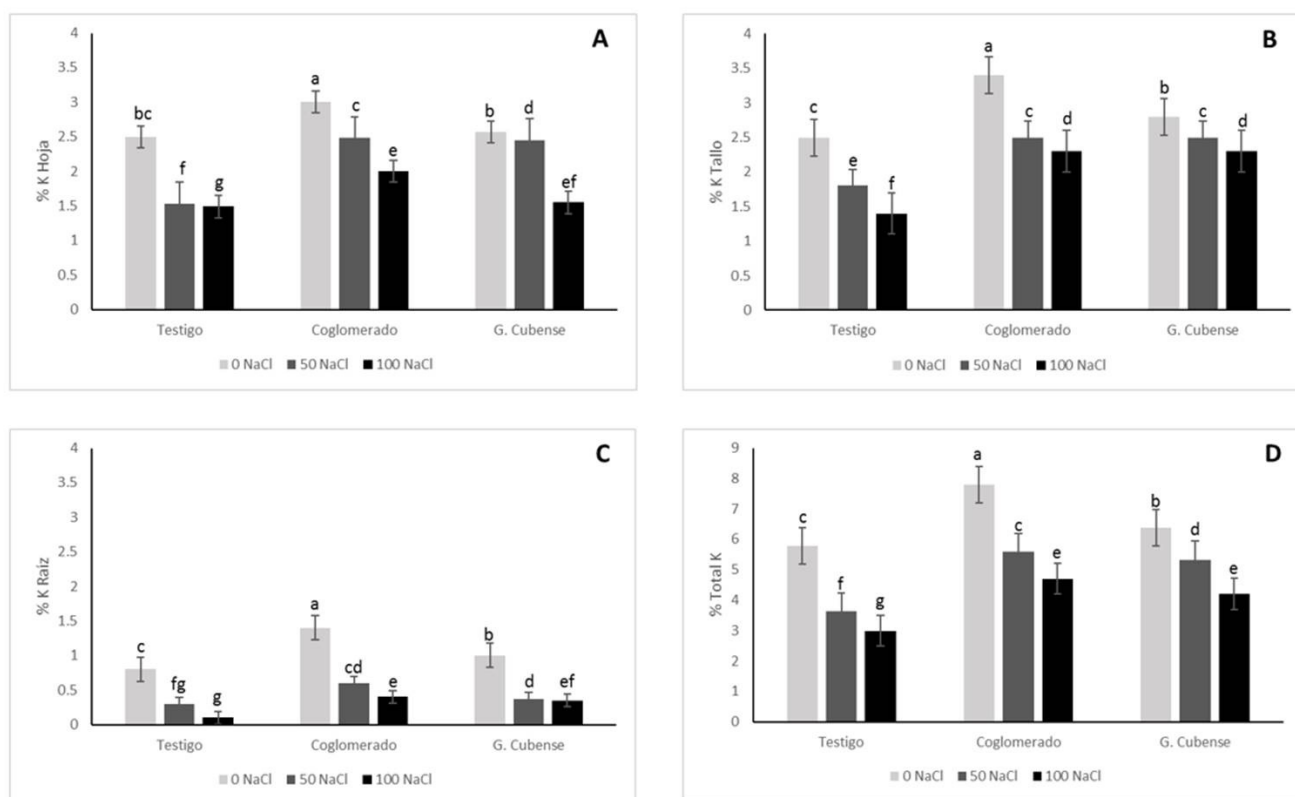 A
% K Hoja
4
3.5
3
2.5
2
1.5
1
0.5
0
bc
f
g
a
c
e
b
d
ef
Testigo
Coglomerado
G. Cubense
0 NaCl
50 NaCl
100 NaCl
B
% K Tallo
4
3.5
3
2.5
2
1.5
1
0.5
0
c
e
f
a
c
d
b
c
d
Testigo
Coglomerado
G. Cubense
0 NaCl
50 NaCl
100 NaCl
C
% K Raiz
4
3.5
3
2.5
2
1.5
1
0.5
0
c
fg
g
a
cd
e
b
d
ef
Testigo
Coglomerado
G. Cubense
0 NaCl
50 NaCl
100 NaCl
D
% Total K
9
8
7
6
5
4
3
2
1
0
c
f
g
a
c
e
b
d
e
Testigo
Coglomerado
G. Cubense
0 NaCl
50 NaCl
100 NaCl